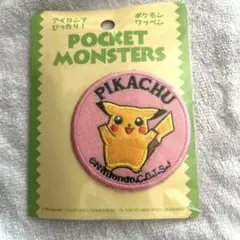 アイロンで
ぴったり!
ポケモン
ワッペン
POCKET
MONSTERS
PIKACHU
©Nintendo,C,G,T,S,J